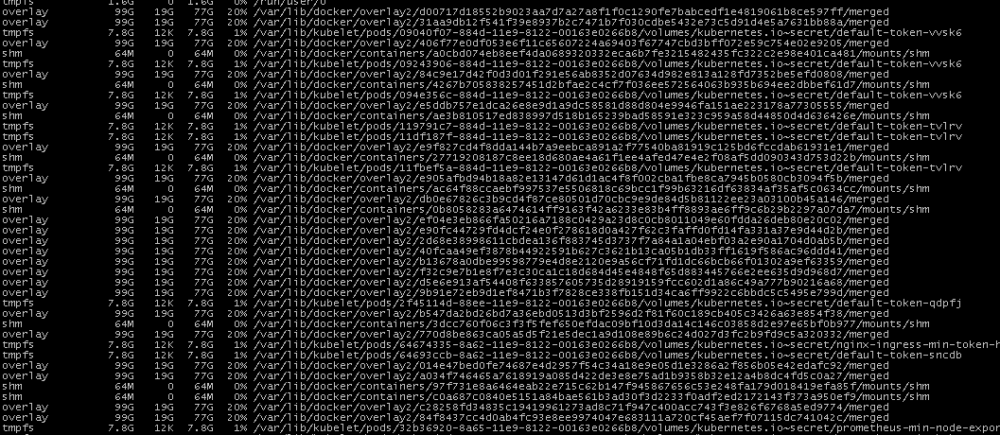 tmpfs 1.6G 0 1.6G 0% /run/user/0
overlay 99G 19G 77G 20% /var/lib/docker/overlay2/d00717d18552b9023aa7d7a27a8f1f0c1290fe7babcedf1e4819061b8ce597ff/merged
overlay 99G 19G 77G 20% /var/lib/docker/overlay2/31aa9db12f541f39e8937b2c7471b7f030cdbe5432e73c5d91d4e5a7631bb88a/merged
tmpfs 7.8G 12K 7.8G 1% /var/lib/kubelet/pods/09040f07-884d-11e9-8122-00163e0266b8/volumes/kubernetes.io~secret/default-token-vvsk6
overlay 99G 19G 77G 20% /var/lib/docker/overlay2/406f77e0df053e6f11c65607224a69403f67747cbd3bff072e59c754e02e9205/merged
shm 64M 0 64M 0% /var/lib/docker/containers/a0cbd074eb8eef4d8a0689320332eca6b7fe3215482435fc322c2e98e401ca481/mounts/shm
tmpfs 7.8G 12K 7.8G 1% /var/lib/kubelet/pods/09243906-884d-11e9-8122-00163e0266b8/volumes/kubernetes.io~secret/default-token-vvsk6
overlay 99G 19G 77G 20% /var/lib/docker/overlay2/84c9e17d42f0d3d01f291e56ab8352d07634d982e813a128fd7352be5efd0808/merged
shm 64M 0 64M 0% /var/lib/docker/containers/4267b705838257451d2bfae2c4cf7f036ee572564063b935b694ee2dbbef61d7/mounts/shm
tmpfs 7.8G 12K 7.8G 1% /var/lib/kubelet/pods/094e356c-884d-11e9-8122-00163e0266b8/volumes/kubernetes.io~secret/default-token-vvsk6
overlay 99G 19G 77G 20% /var/lib/docker/overlay2/e5ddb757e1dca26e8e9d1a9dc58581d88d804e9946fa151ae223178a77305555/merged
shm 64M 0 64M 0% /var/lib/docker/containers/ae3b810517ed838997d518b165239bad8591e8323c959a58d44850d4d636426e/mounts/shm
tmpfs 7.8G 12K 7.8G 1% /var/lib/kubelet/pods/119791c7-884d-11e9-8122-00163e0266b8/volumes/kubernetes.io~secret/default-token-tvlrv
tmpfs 7.8G 12K 7.8G 1% /var/lib/kubelet/pods/11df187f-884d-11e9-8122-00163e0266b8/volumes/kubernetes.io~secret/default-token-tvlrv
overlay 99G 19G 77G 20% /var/lib/docker/overlay2/e9f827cd4f8dda144b7a9eebca891a2f77540ba81919c125bd6fccdab61931e1/merged
shm 64M 0 64M 0% /var/lib/docker/containers/27719208187c8ee18d680ae4a61f1ee4afed47e4e2f08af5dd090343d753d22b/mounts/shm
tmpfs 7.8G 12K 7.8G 1% /var/lib/kubelet/pods/11fbef5a-884d-11e9-8122-00163e0266b8/volumes/kubernetes.io~secret/default-token-tvlrv
overlay 99G 19G 77G 20% /var/lib/docker/overlay2/e905afbd94b18a82e13147d61d1ac4f8f002cba1fbe8ca7945b0580cb3094f5b/merged
shm 64M 0 64M 0% /var/lib/docker/containers/ac64f88ccaebf997537e5506818c69bcc1f99b63216df63834af35af5c0634cc/mounts/shm
overlay 99G 19G 77G 20% /var/lib/docker/overlay2/db0e67826c3b9cd4f87ce80501d70cbc9e9de84d5b81122ee23a03100b45a146/merged
shm 64M 0 64M 0% /var/lib/docker/containers/0b8058283a6474614ff9163f42a6233e83b4ff8893ae6ff9c6b29b2297a07da7/mounts/shm
overlay 99G 19G 77G 20% /var/lib/docker/overlay2/ef04e3eb866fa50216a7188c0429a23d8c0cb8011049e60fdda26deb80e20c02/merged
overlay 99G 19G 77G 20% /var/lib/docker/overlay2/e90fc44729fd4dcf24e0f278618d0a427f62c3faffd0fd14fa331a37e9d44d2b/merged
overlay 99G 19G 77G 20% /var/lib/docker/overlay2/2d68e38998611cbdea136f883745d3737f7a84a1a04ebf03a2e90a1704d0ab5b/merged
overlay 99G 19G 77G 20% /var/lib/docker/overlay2/40fcaa49ef3878b44922591b627c3621b13ca05b1db33ff1619f586ac96ddd41/merged
overlay 99G 19G 77G 20% /var/lib/docker/overlay2/b13678a0dbe99598779e4d8e2120e9a56cf71fd1dc66bcb66f01302a9ef63359/merged
overlay 99G 19G 77G 20% /var/lib/docker/overlay2/f32c9e7b1e8f7e3c30ca1c18d684d45e4848f65d883445766e2ee635d9d968d7/merged
overlay 99G 19G 77G 20% /var/lib/docker/overlay2/d5e6e913af54408f633857605735d28919159fcc602d1a86c49a777b90216a68/merged
overlay 99G 19G 77G 20% /var/lib/docker/overlay2/9b91e72eb9d1ef8471b3f7828ce338fb151d34ca6ff9922c6bbdc5c5495e799d/merged
tmpfs 7.8G 12K 7.8G 1% /var/lib/kubelet/pods/2f45114d-88ee-11e9-8122-00163e0266b8/volumes/kubernetes.io~secret/default-token-qdpfj
overlay 99G 19G 77G 20% /var/lib/docker/overlay2/b547da2b1d6bd7a36ebd0513d3bf2596d2f61f60c189cb405c3426a63e854f38/merged
shm 64M 0 64M 0% /var/lib/docker/containers/3dcc760f06c3f3f5fef650efdac09bf10d3da14c146c03858d2e97e65bf0b977/mounts/shm
overlay 99G 19G 77G 20% /var/lib/docker/overlay2/770d8be863ca05a5d5f21e5dec1a9d108e89b6c24d027d3fc2b9fd9c5a320332/merged
tmpfs 7.8G 12K 7.8G 1% /var/lib/kubelet/pods/64674335-8a62-11e9-8122-00163e0266b8/volumes/kubernetes.io~secret/nginx-ingress-min-token-h
tmpfs 7.8G 12K 7.8G 1% /var/lib/kubelet/pods/64693ccb-8a62-11e9-8122-00163e0266b8/volumes/kubernetes.io~secret/default-token-sncdb
overlay 99G 19G 77G 20% /var/lib/docker/overlay2/014e47bed0fe74687e4d2957f54c34a18e9e05d1e3286a2f856b05e42edafc92/merged
overlay 99G 19G 77G 20% /var/lib/docker/overlay2/a034f746465a7618919a085d422de3e8e75ad1b9358b32e12a4b8dc4fd5c0a27/merged
shm 64M 0 64M 0% /var/lib/docker/containers/97f731e8a6464eab22e715c62b147f945867656c53e248fa179d018419efa85f/mounts/shm
shm 64M 0 64M 0% /var/lib/docker/containers/c0a687c0840e51518a84bae561b3ad30f3d2233f0adf2ed2172143f373a950ef9/mounts/shm
overlay 99G 19G 77G 20% /var/lib/docker/overlay2/c28258fd34835c19419961273ad8c71f947c400acc743f3e826f6768a5ed9774/merged
overlay 99G 19G 77G 20% /var/lib/docker/overlay2/84f8437cc4d0ab4fc93e8ee9974047e683111a720cf45aef7f07115dc741042c/merged
tmpfs 7.8G 12K 7.8G 1% /var/lib/kubelet/pods/32b36920-8a65-11e9-8122-00163e0266b8/volumes/kubernetes.io~secret/prometheus-min-node-expor